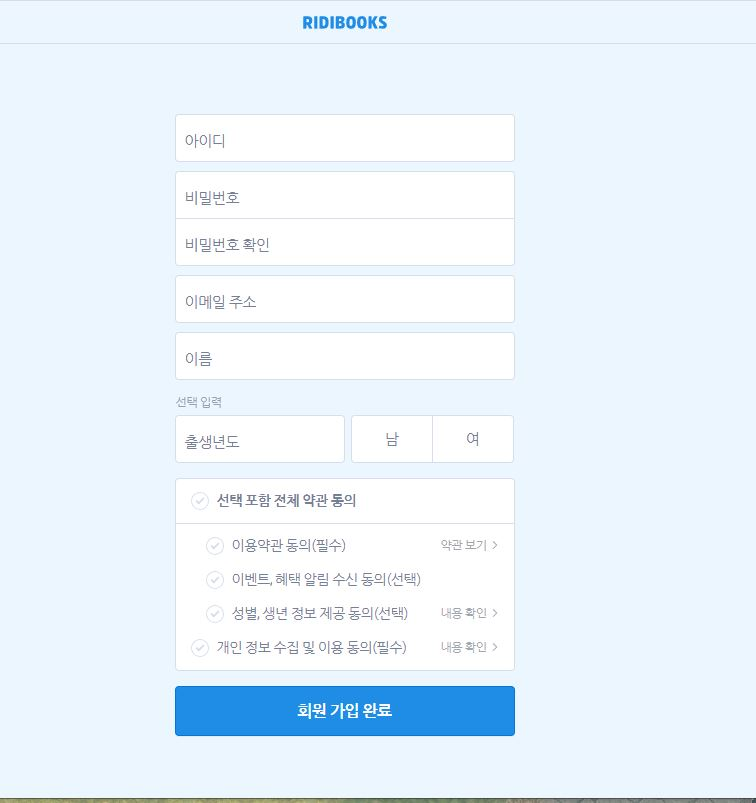 RIDIBOOKS
아이디
비밀번호
비밀번호 확인
이메일 주소
이름
선택 입력
출생년도 남 여
선택 포함 전체 약관 동의
이용약관 동의(필수) 약관 보기 >
이벤트, 혜택 알림 수신 동의(선택)
성별, 생년 정보 제공 동의(선택) 내용 확인 >
개인 정보 수집 및 이용 동의(필수) 내용 확인 >
회원 가입 완료